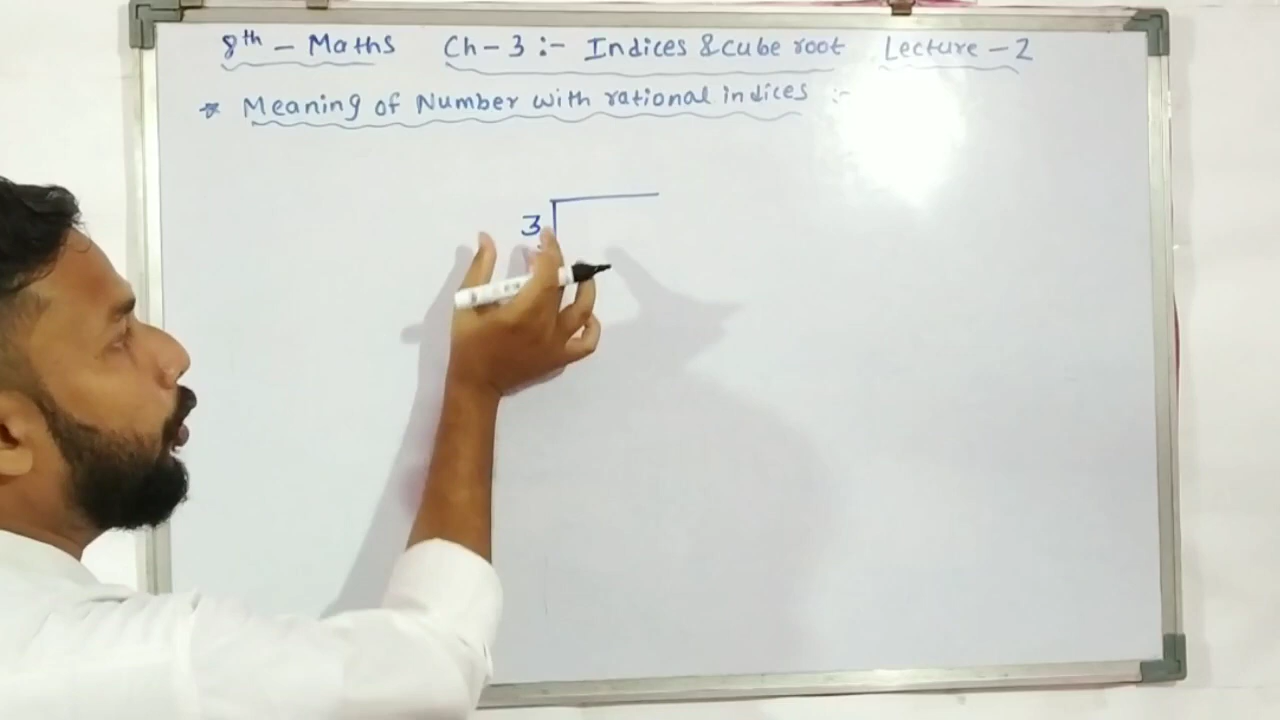 8th - Maths Ch-3 :- Indices & cube root Lecture - 2
* Meaning of Number with rational indices :-
3